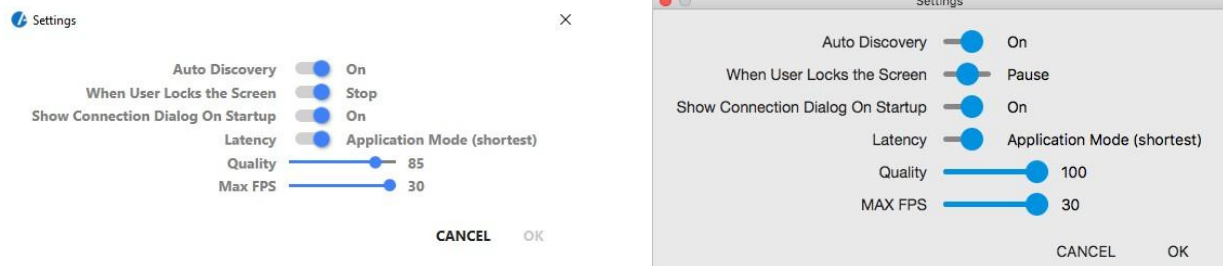 Settings
Auto Discovery On
When User Locks the Screen Stop
Show Connection Dialog On Startup On
Latency Application Mode (shortest)
Quality 85
Max FPS 30
CANCEL OK
Settings
Auto Discovery On
When User Locks the Screen Pause
Show Connection Dialog On Startup On
Latency Application Mode (shortest)
Quality 100
MAX FPS 30
CANCEL OK